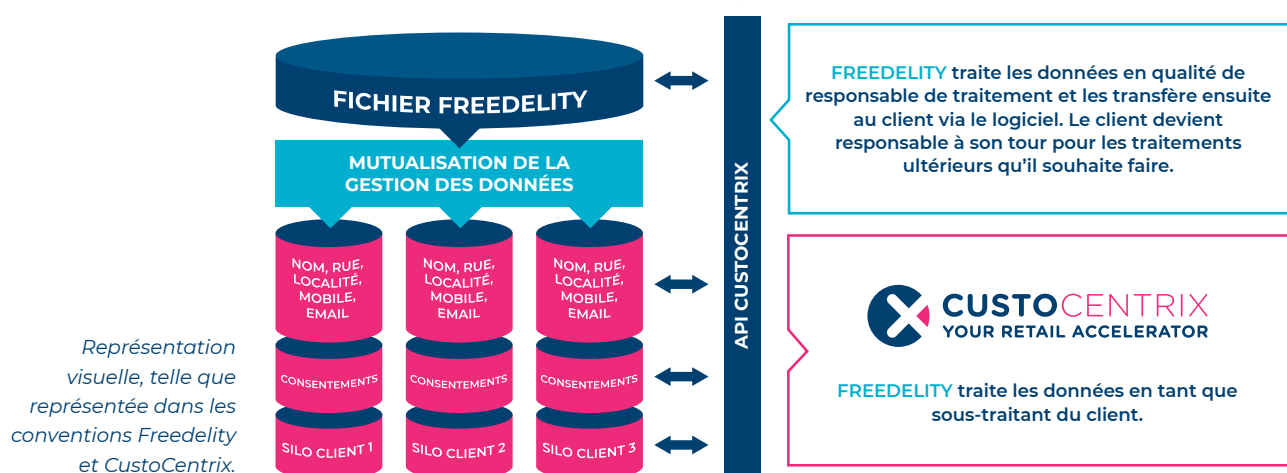 FICHIER FREEDELITY
MUTUALISATION DE LA
GESTION DES DONNÉES
NOM, RUE,
LOCALITÉ,
MOBILE,
EMAIL
NOM, RUE,
LOCALITÉ,
MOBILE,
EMAIL
NOM, RUE,
LOCALITÉ,
MOBILE,
EMAIL
CONSENTEMENTS
CONSENTEMENTS
CONSENTEMENTS
SILO CLIENT 1
SILO CLIENT 2
SILO CLIENT 3
Représentation
visuelle, telle que
représentée dans les
conventions Freedelity
et CustoCentrix.
API CUSTOCENTRIX
FREEDELITY traite les données en qualité de
responsable de traitement et les transfère ensuite
au client via le logiciel. Le client devient
responsable à son tour pour les traitements
ultérieurs qu’il souhaite faire.
CUSTOCENTRIX
YOUR RETAIL ACCELERATOR
FREEDELITY traite les données en tant que
sous-traitant du client.